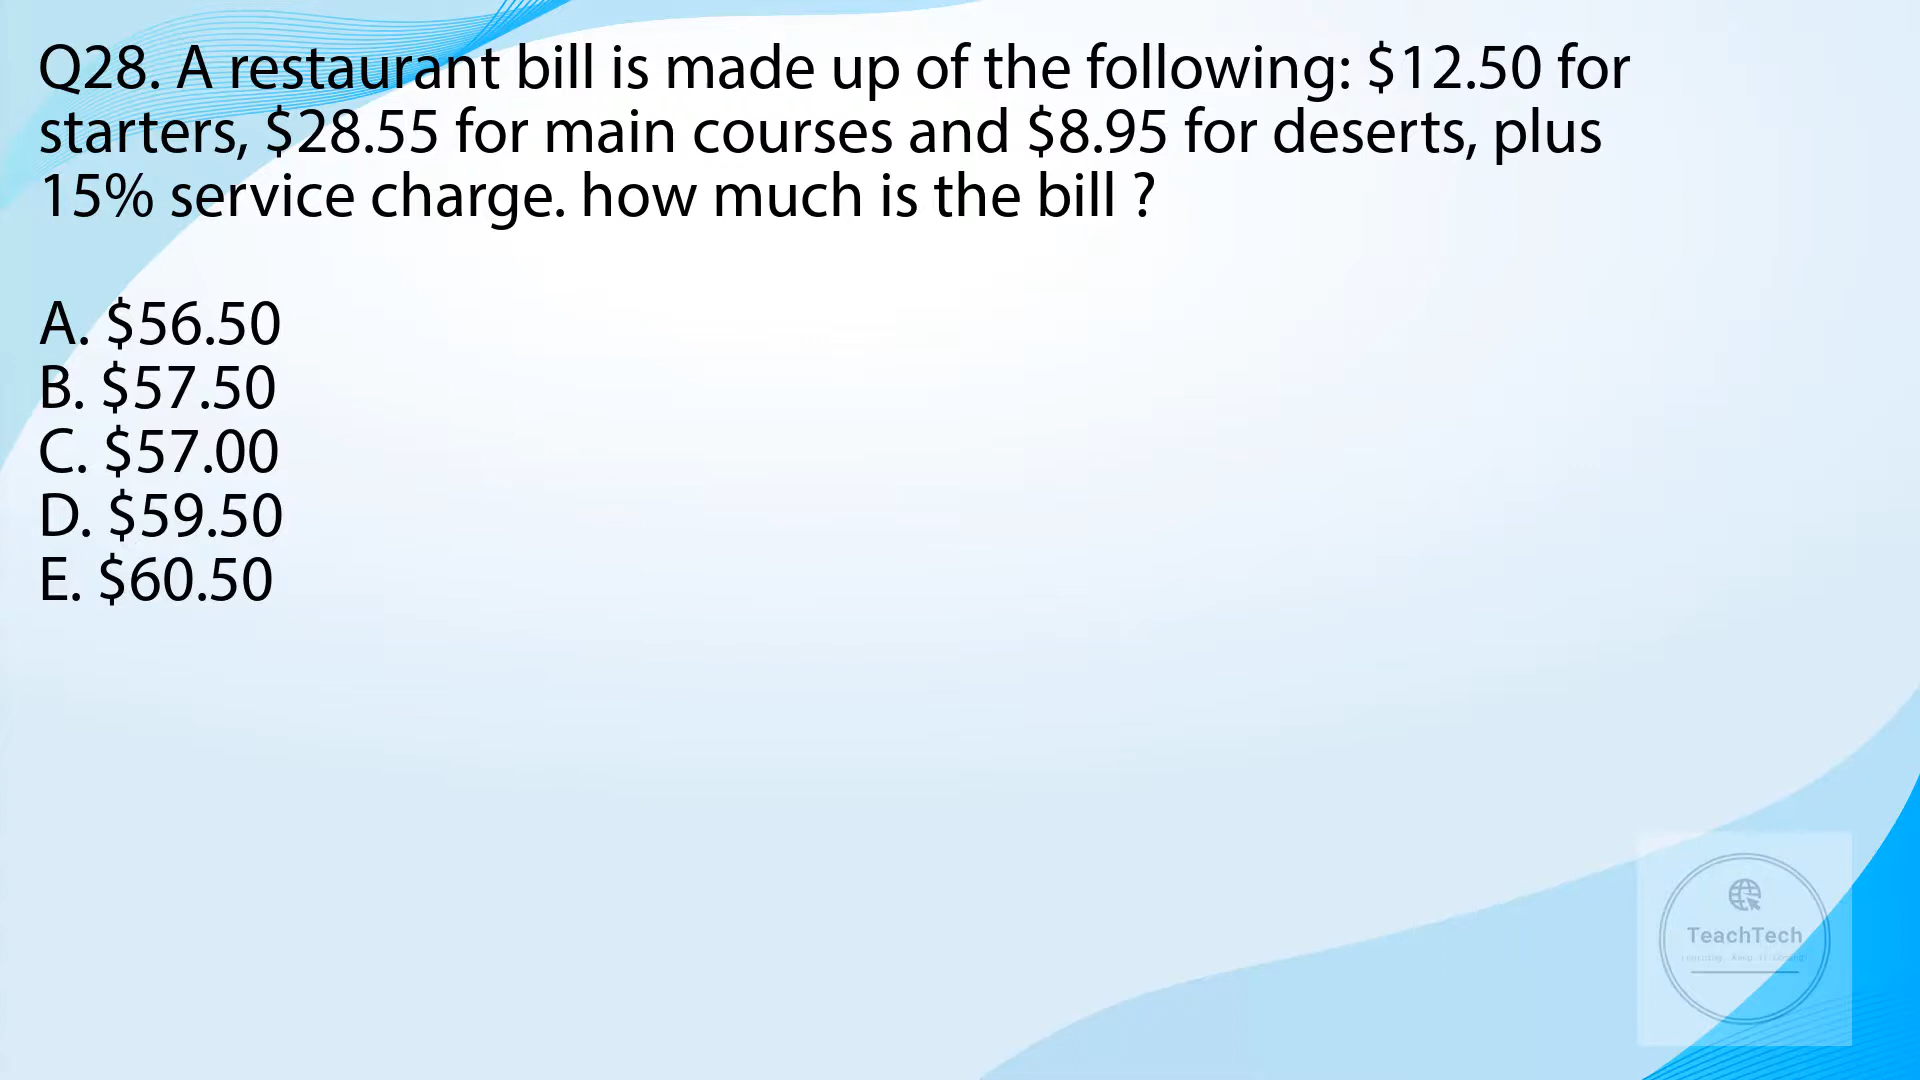 Q28. A restaurant bill is made up of the following: $12.50 for
starters, $28.55 for main courses and $8.95 for deserts, plus
15% service charge. how much is the bill ?
A. $56.50
B. $57.50
C. $57.00
D. $59.50
E. $60.50
TeachTech